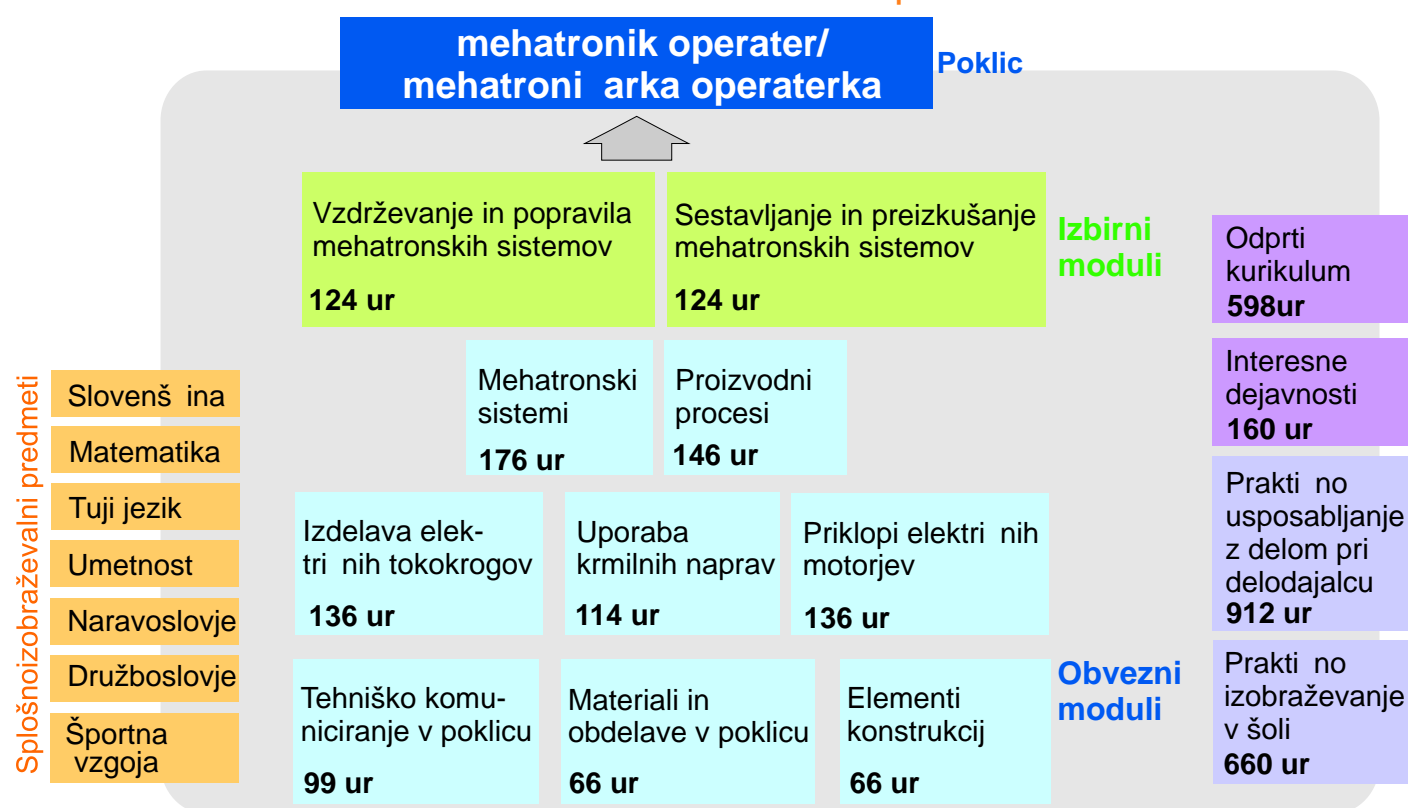 mehatronik operater/
mehatroni arka operaterka
Poklic
Vzdrževanje in popravila
mehatronskih sistemov
124 ur
Sestavljanje in preizkušanje
mehatronskih sistemov
124 ur
Izbirni
moduli
Mehatronski
sistemi
176 ur
Proizvodni
procesi
146 ur
Izdelava elek-
tri nih tokokrogov
136 ur
Uporaba
krmilnih naprav
114 ur
Priklopi elektri nih
motorjev
136 ur
Tehniško komu-
niciranje v poklicu
99 ur
Materiali in
obdelave v poklicu
66 ur
Elementi
konstrukcij
66 ur
Obvezni
moduli
Splošnoizobraževalni predmeti
Slovenš ina
Matematika
Tuji jezik
Umetnost
Naravoslovje
Družboslovje
Športna
vzgoja
Odprti
kurikulum
598ur
Interesne
dejavnosti
160 ur
Prakti no
usposabljanje
z delom pri
delodajalcu
912 ur
Prakti no
izobraževanje
v šoli
660 ur